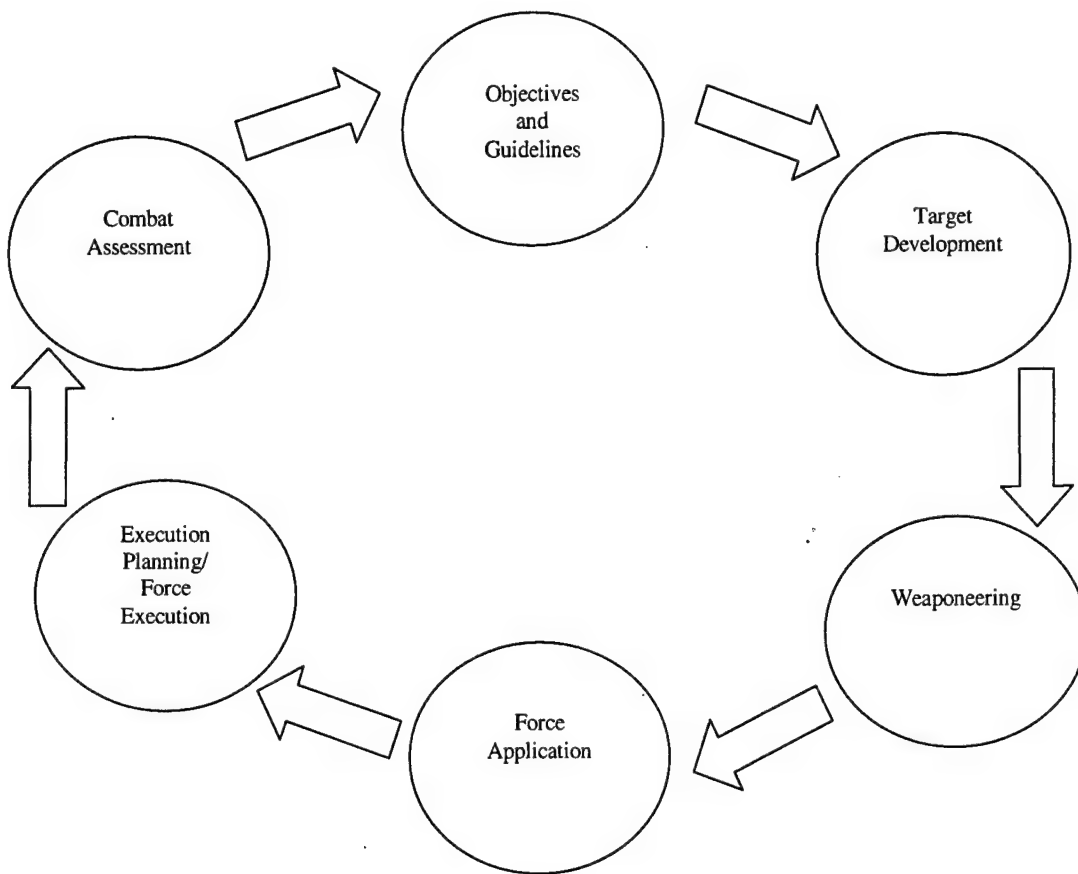 Objectives
and
Guidelines
Target
Development
Weaponeering
Force
Application
Execution
Planning/
Force
Execution
Combat
Assessment